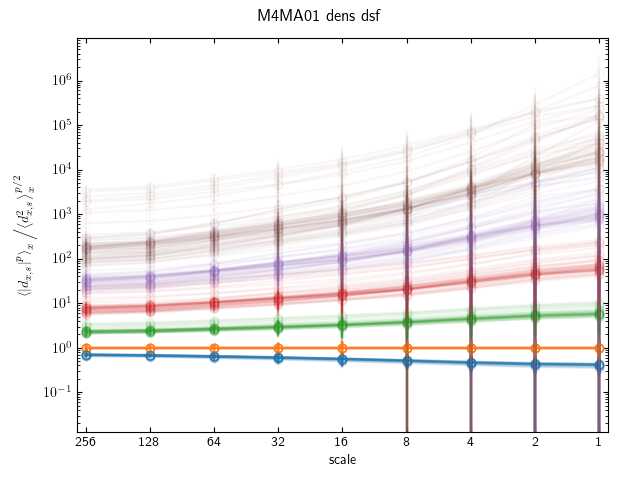 M4MA01 dens dsf
⟨|d_{x,s}|^p⟩_x / ⟨d^2_{x,s}⟩_x^{p/2}
10^6
10^5
10^4
10^3
10^2
10^1
10^0
10^{-1}
256 128 64 32 16 8 4 2 1
scale